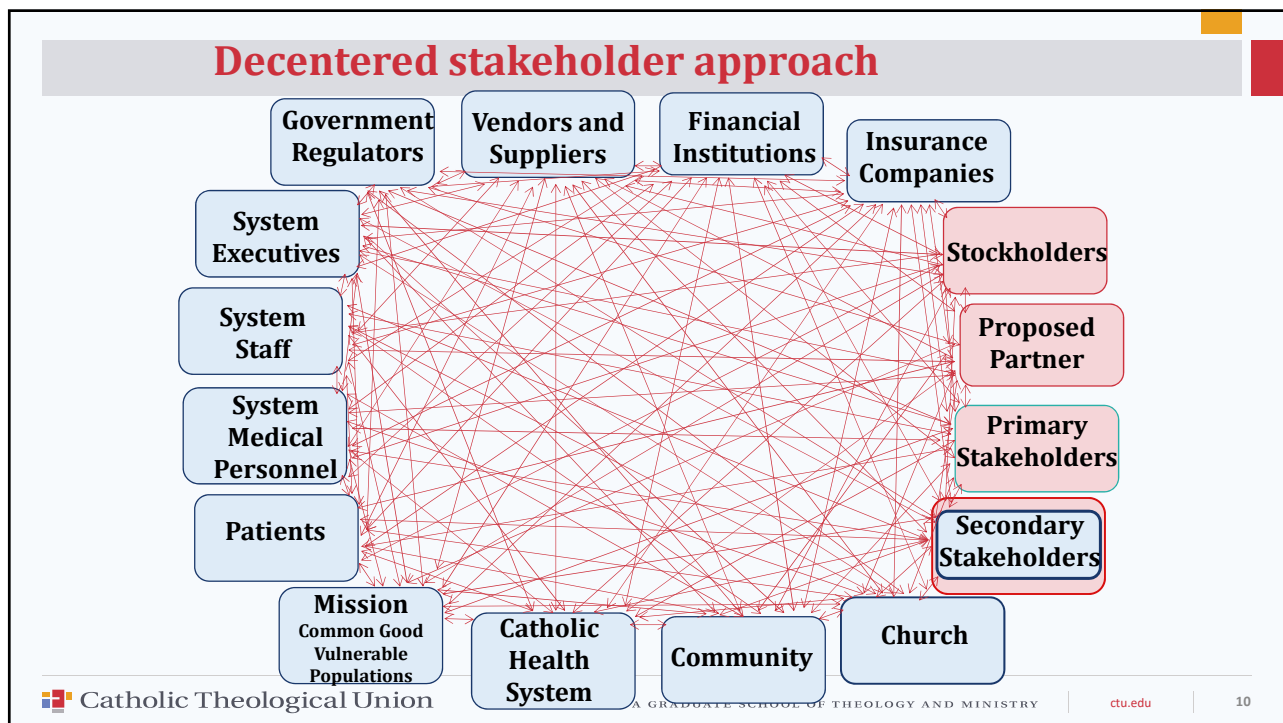 Decentered stakeholder approach
Government
Regulators
Vendors and
Suppliers
Financial
Institutions
Insurance
Companies
System
Executives
Stockholders
System
Staff
Proposed
Partner
System
Medical
Personnel
Primary
Stakeholders
Patients
Secondary
Stakeholders
Mission
Common Good
Vulnerable
Populations
Catholic
Health
System
Community
Church
Catholic Theological Union
A GRADUATE SCHOOL OF THEOLOGY AND MINISTRY
ctu.edu
10